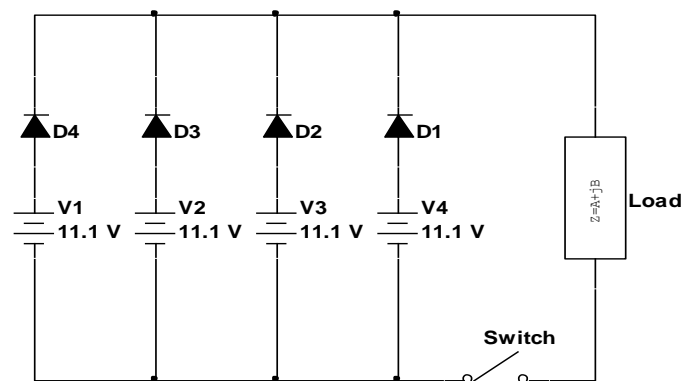 D4
D3
D2
D1
V1
11.1 V
V2
11.1 V
V3
11.1 V
V4
11.1 V
Z=A+jB
Load
Switch